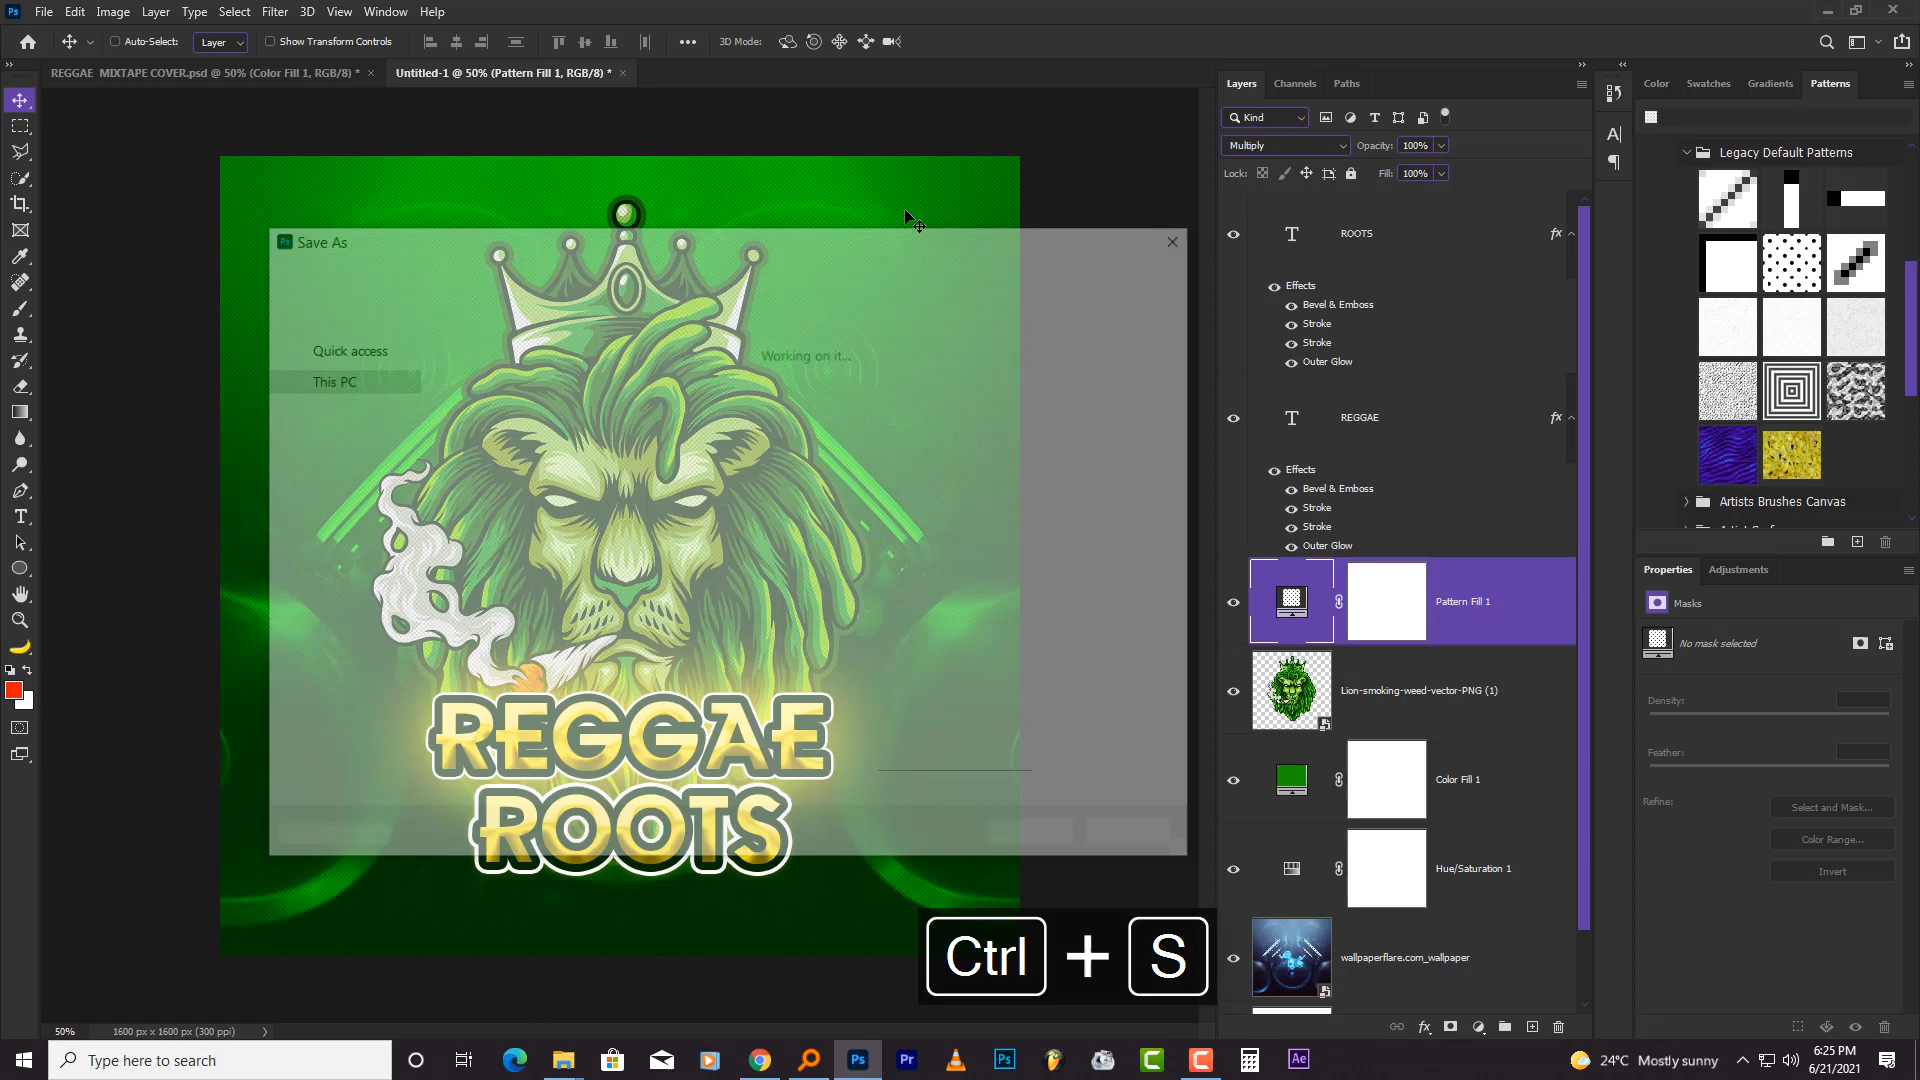 Ps File Edit Image Layer Type Select Filter 3D View Window Help
Auto-Select: Layer Show Transform Controls 3D Mode:
REGGAE MIXTAPE COVER.psd @ 50% (Color Fill 1, RGB/8) * Untitled-1 @ 50% (Pattern Fill 1, RGB/8) *
Layers Channels Paths
Color Swatches Gradients Patterns
Kind
Multiply Opacity: 100%
Lock: Fill: 100%
Legacy Default Patterns
Artists Brushes Canvas
Save As
Quick access
This PC
Working on it...
ROOTS fx
Effects
Bevel & Emboss
Stroke
Stroke
Outer Glow
REGGAE fx
Effects
Bevel & Emboss
Stroke
Stroke
Outer Glow
Pattern Fill 1
Lion-smoking-weed-vector-PNG (1)
Color Fill 1
Hue/Saturation 1
wallpaperflare.com_wallpaper
Properties Adjustments
Masks
No mask selected
Density:
Feather:
Refine:
Select and Mask...
Color Range...
Invert
REGGAE
ROOTS
Ctrl + S
50% 1600 px x 1600 px (300 ppi)
Type here to search
Ps Pr Ps Ae
24°C Mostly sunny
6:25 PM
6/21/2021